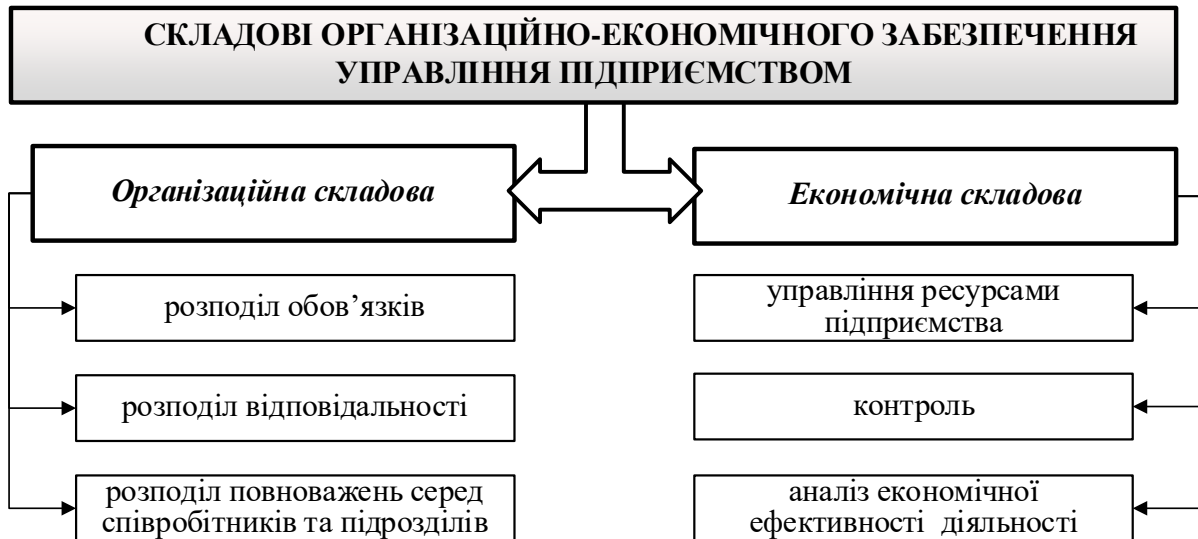 СКЛАДОВІ ОРГАНІЗАЦІЙНО-ЕКОНОМІЧНОГО ЗАБЕЗПЕЧЕННЯ
УПРАВЛІННЯ ПІДПРИЄМСТВОМ
Організаційна складова
розподіл обов’язків
розподіл відповідальності
розподіл повноважень серед
співробітників та підрозділів
Економічна складова
управління ресурсами
підприємства
контроль
аналіз економічної
ефективності діяльності